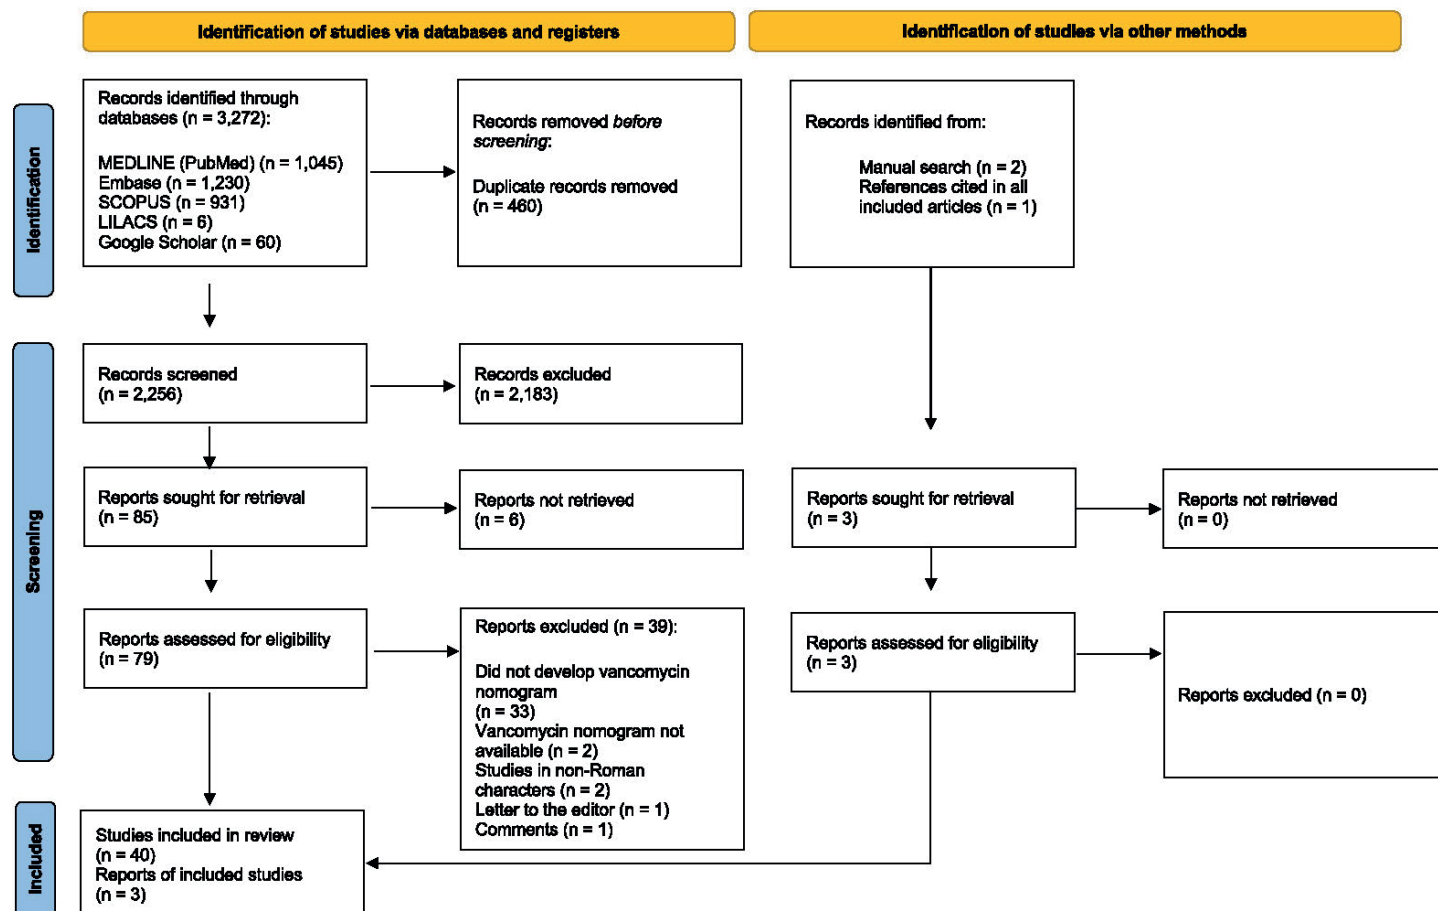 Identification of studies via databases and registers
Identification of studies via other methods
Identification
Records identified through
databases (n = 3,272):
MEDLINE (PubMed) (n = 1,045)
Embase (n = 1,230)
SCOPUS (n = 931)
LILACS (n = 6)
Google Scholar (n = 60)
Records removed before
screening:
Duplicate records removed
(n = 460)
Records identified from:
Manual search (n = 2)
References cited in all
included articles (n = 1)
Screening
Records screened
(n = 2,256)
Records excluded
(n = 2,183)
Reports sought for retrieval
(n = 85)
Reports not retrieved
(n = 6)
Reports sought for retrieval
(n = 3)
Reports not retrieved
(n = 0)
Reports assessed for eligibility
(n = 79)
Reports excluded (n = 39):
Did not develop vancomycin
nomogram
(n = 33)
Vancomycin nomogram not
available (n = 2)
Studies in non-Roman
characters (n = 2)
Letter to the editor (n = 1)
Comments (n = 1)
Reports assessed for eligibility
(n = 3)
Reports excluded (n = 0)
Included
Studies included in review
(n = 40)
Reports of included studies
(n = 3)